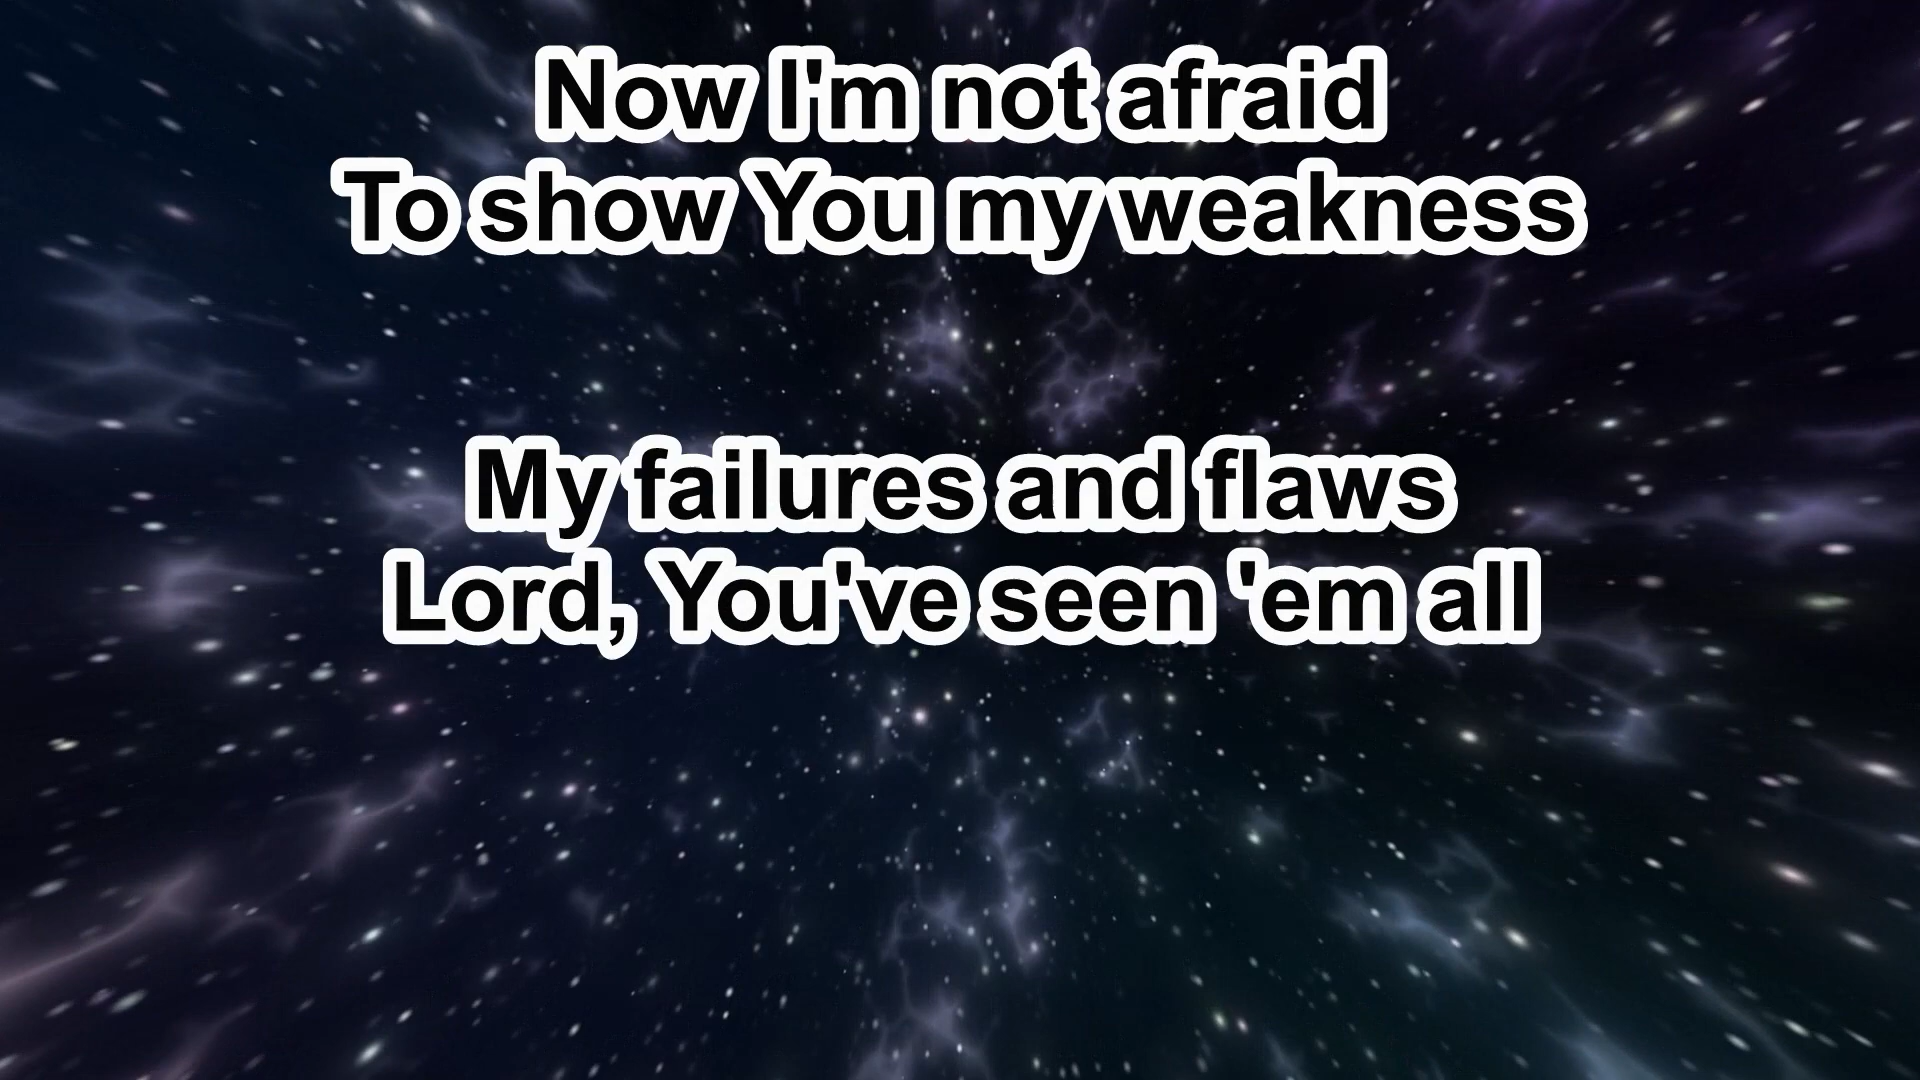 Now I'm not afraid
To show You my weakness
My failures and flaws
Lord, You've seen 'em all